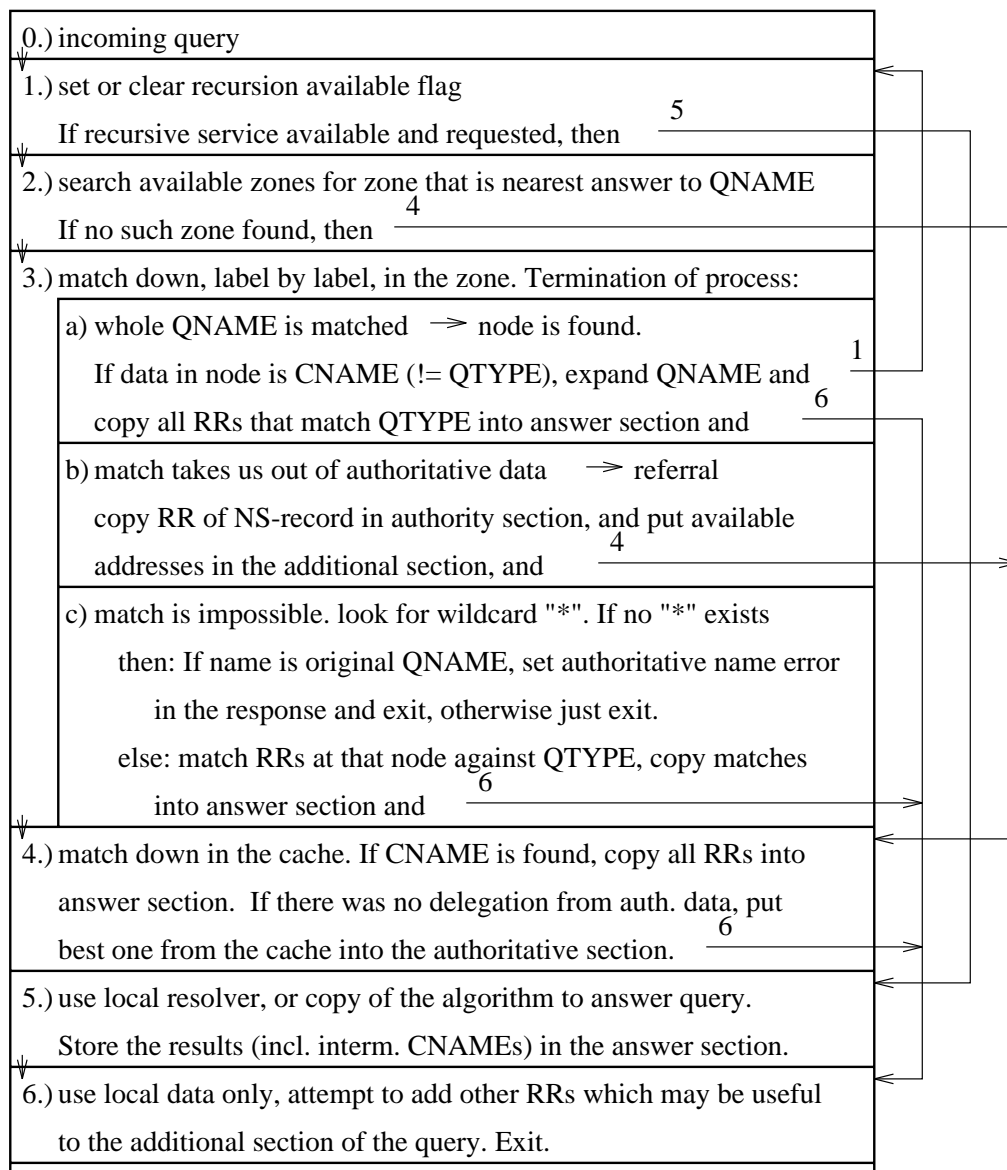 0.) incoming query
1.) set or clear recursion available flag
If recursive service available and requested, then 5
2.) search available zones for zone that is nearest answer to QNAME
If no such zone found, then 4
3.) match down, label by label, in the zone. Termination of process:
a) whole QNAME is matched → node is found.
If data in node is CNAME (!= QTYPE), expand QNAME and 1
copy all RRs that match QTYPE into answer section and 6
b) match takes us out of authoritative data → referral
copy RR of NS-record in authority section, and put available
addresses in the additional section, and 4
c) match is impossible. look for wildcard "*". If no "*" exists
then: If name is original QNAME, set authoritative name error
in the response and exit, otherwise just exit.
else: match RRs at that node against QTYPE, copy matches
into answer section and 6
4.) match down in the cache. If CNAME is found, copy all RRs into
answer section. If there was no delegation from auth. data, put
best one from the cache into the authoritative section. 6
5.) use local resolver, or copy of the algorithm to answer query.
Store the results (incl. interm. CNAMEs) in the answer section.
6.) use local data only, attempt to add other RRs which may be useful
to the additional section of the query. Exit.